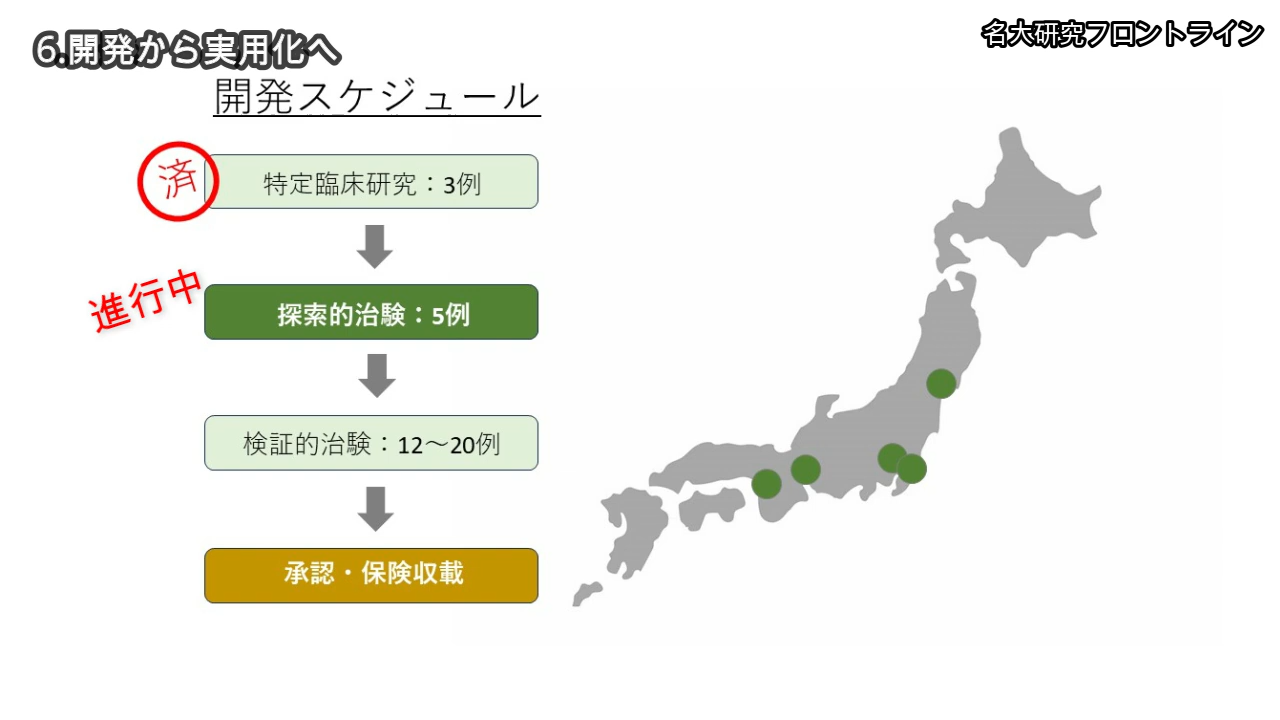 6.開発から実用化へ
名大研究フロントライン
開発スケジュール
済
特定臨床研究：3例
進行中
探索的治験：5例
検証的治験：12～20例
承認・保険収載